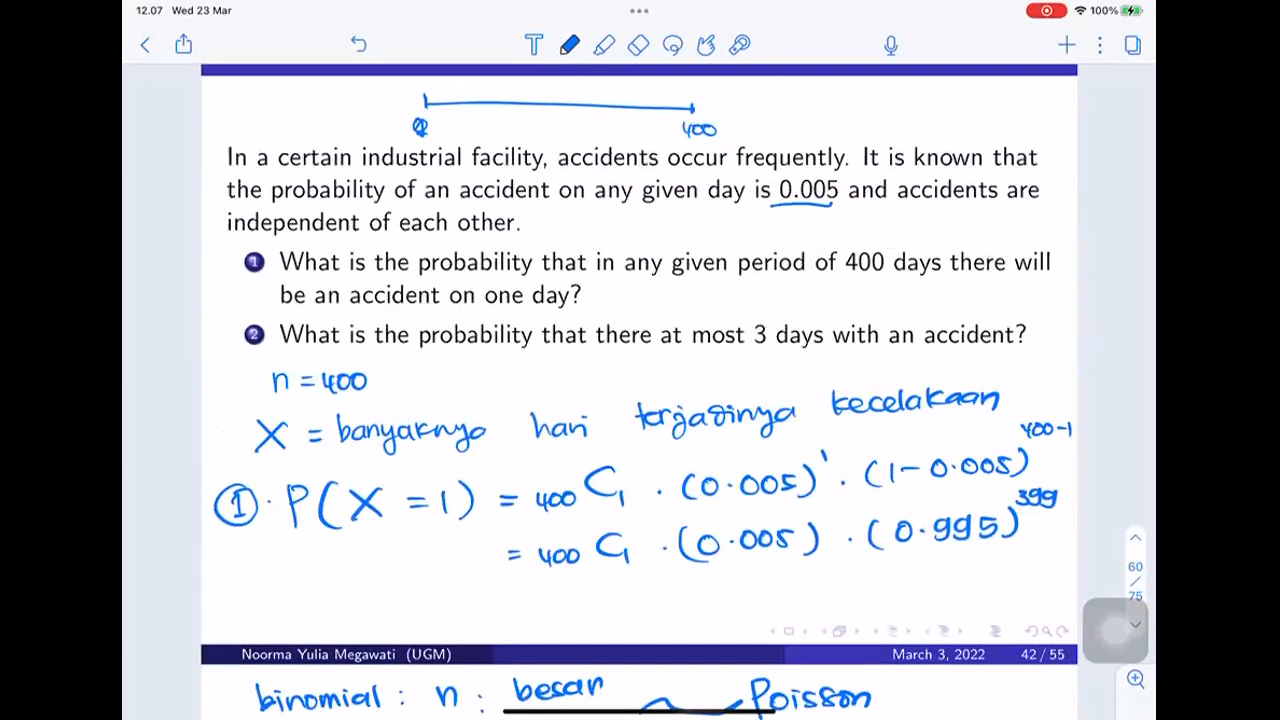 12.07 Wed 23 Mar
100%
T
400
In a certain industrial facility, accidents occur frequently. It is known that
the probability of an accident on any given day is 0.005 and accidents are
independent of each other.
1 What is the probability that in any given period of 400 days there will
be an accident on one day?
2 What is the probability that there at most 3 days with an accident?
n = 400
X = banyaknya hari terjadinya kecelakaan
① · P(X = 1) = 400 C₁ · (0.005)¹ · (1 - 0.005)⁴⁰⁰⁻¹
= 400 C₁ · (0.005) · (0.995)³⁹⁹
60
/
75
Noorma Yulia Megawati (UGM) March 3, 2022 42 / 55
binomial : n : besar Poisson